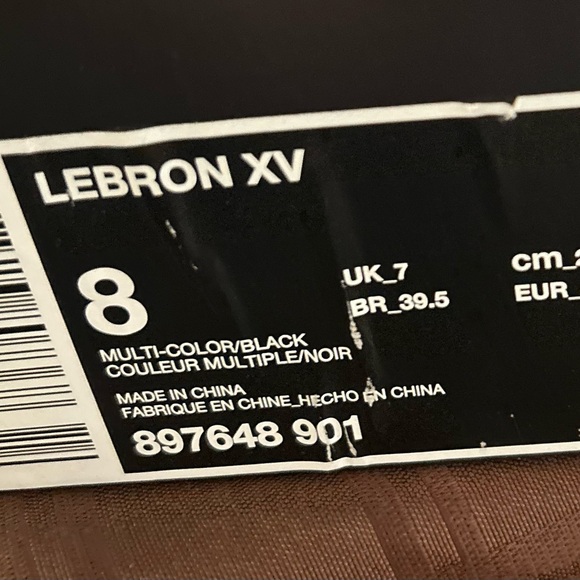 LEBRON XV
8
UK_7
BR_39.5
cm_2
EUR_
MULTI-COLOR/BLACK
COULEUR MULTIPLE/NOIR
MADE IN CHINA
FABRIQUE EN CHINE_HECHO EN CHINA
897648 901